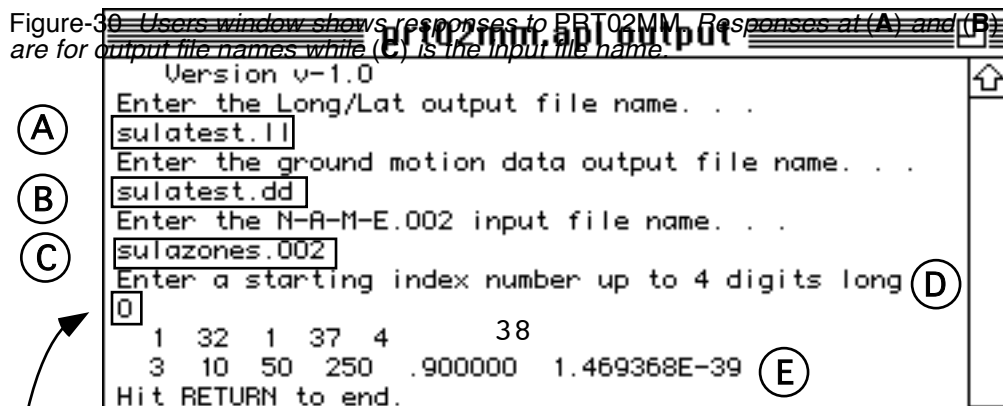 Figure-30 Users window shows responses to PRT02MM. Responses at (A) and (B)
are for output file names while (C) is the input file name.
prt02mm.apl output
Version v-1.0
Enter the Long/Lat output file name. . .
A
sulatest.ll
Enter the ground motion data output file name. . .
B
sulatest.dd
Enter the N-A-M-E.002 input file name. . .
C
sulazones.002
Enter a starting index number up to 4 digits long
D
0
1 32 1 37 4
38
3 10 50 250 .900000 1.469368E-39
E
Hit RETURN to end.